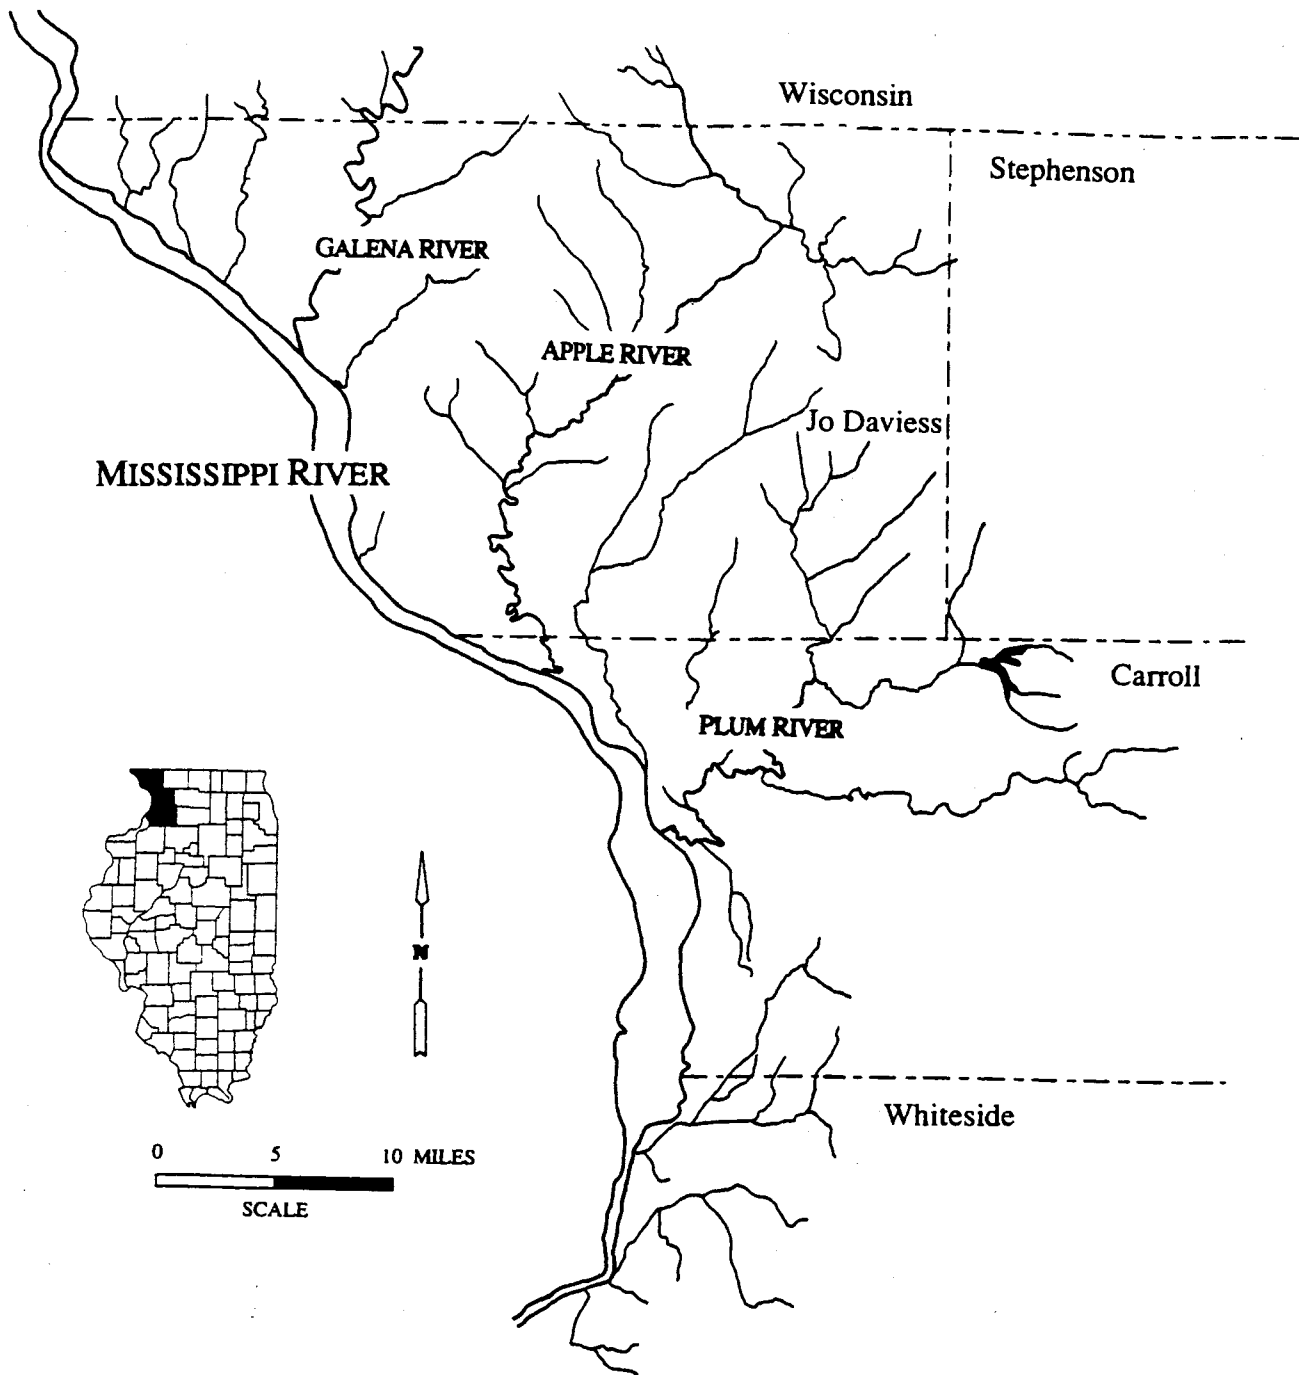 Wisconsin
Stephenson
GALENA RIVER
APPLE RIVER
Jo Daviess
MISSISSIPPI RIVER
Carroll
PLUM RIVER
N
Whiteside
0 5 10 MILES
SCALE